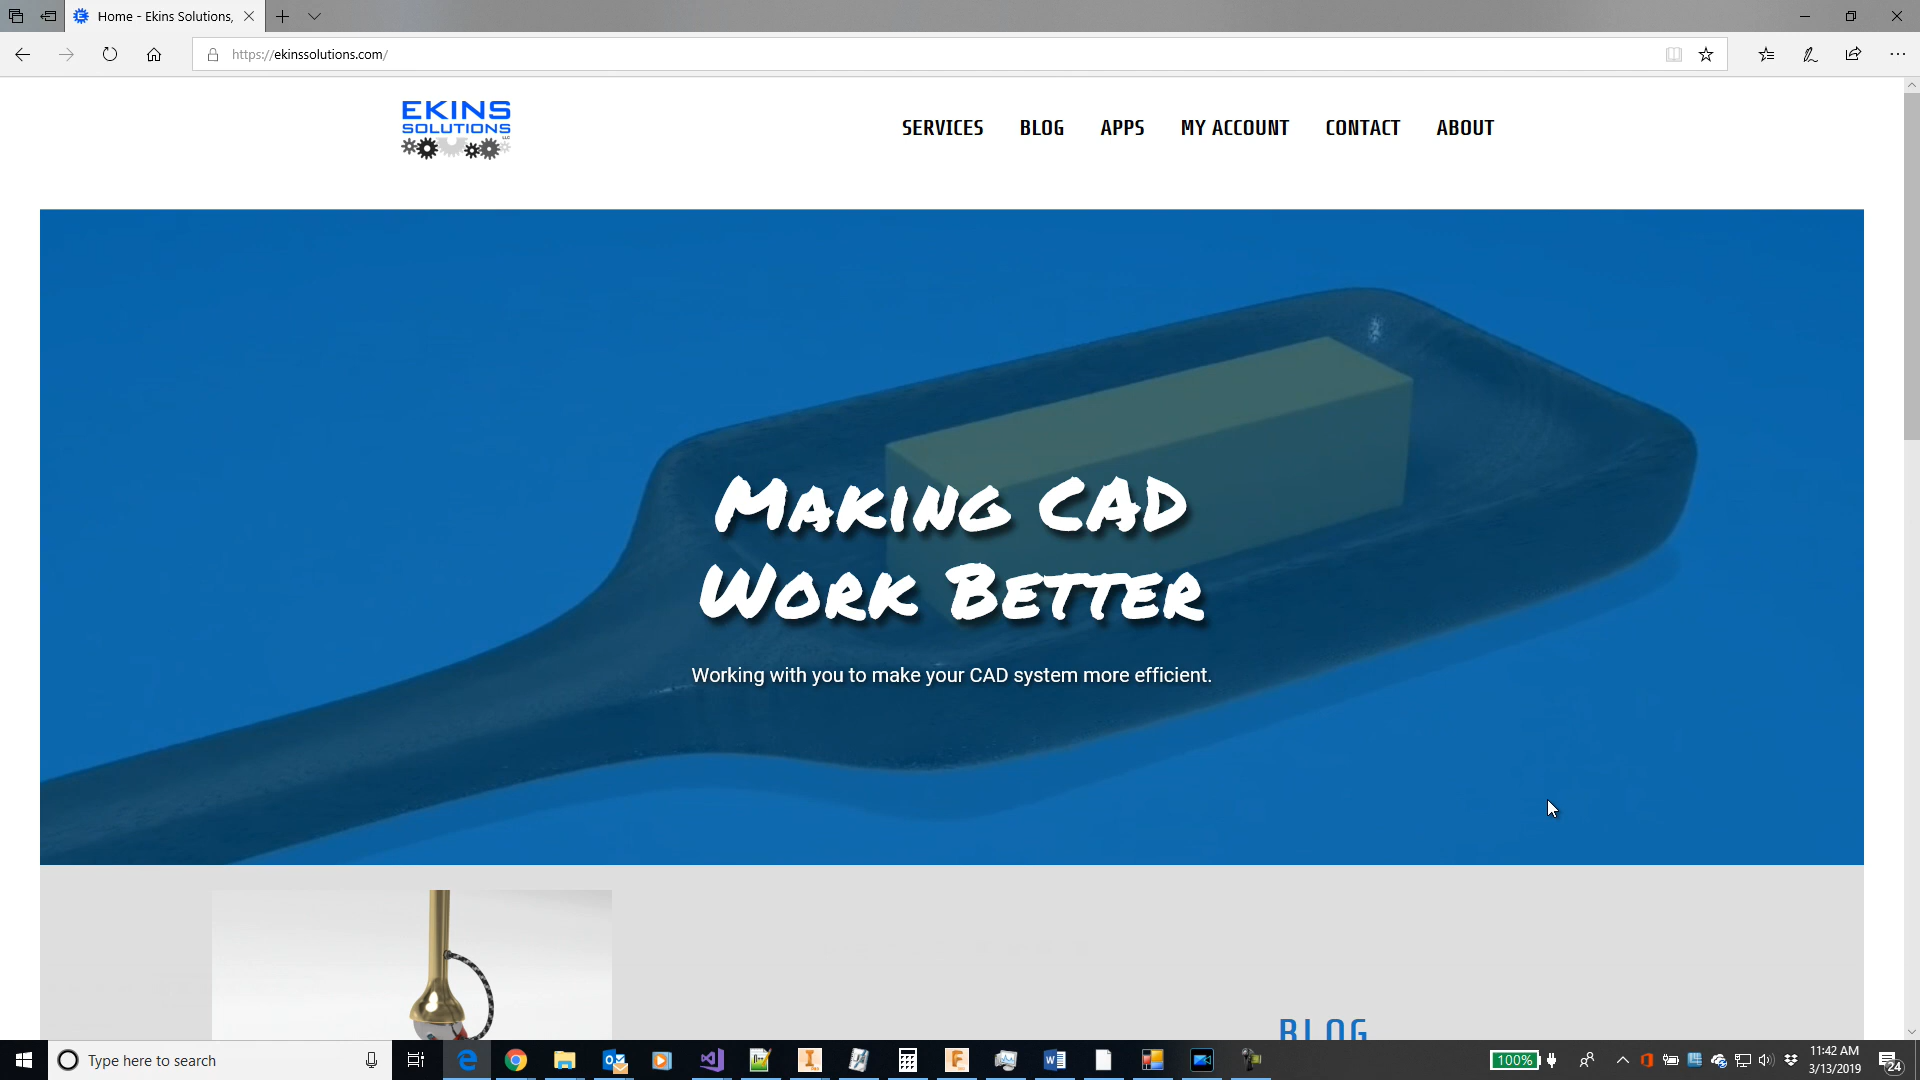 Home - Ekins Solutions,
https://ekinssolutions.com/
EKINS
SOLUTIONS
LLC
SERVICES BLOG APPS MY ACCOUNT CONTACT ABOUT
MAKING CAD
WORK BETTER
Working with you to make your CAD system more efficient.
BLOG
Type here to search
100%
11:42 AM
3/13/2019
24